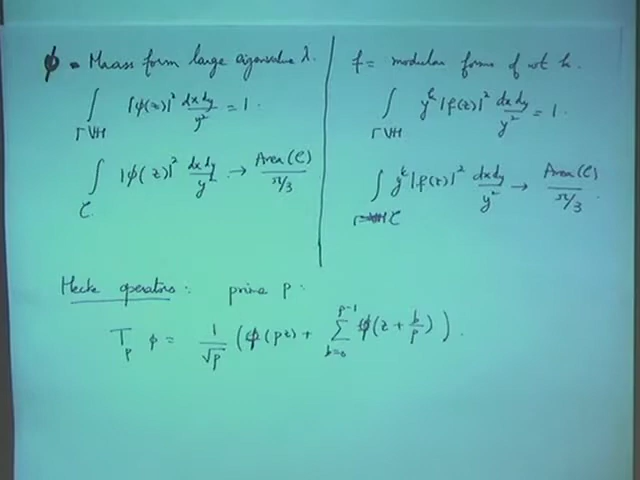 ϕ = Maass form large eigenvalue λ.
∫_{Γ\H} |ϕ(z)|² dx dy / y² = 1.
∫_C |ϕ(z)|² dx dy / y² → Area(C) / π/3
f = modular forms of wt k.
∫_{Γ\H} y^k |f(z)|² dx dy / y² = 1.
∫_C y^k |f(z)|² dx dy / y² → Area(C) / π/3.
Hecke operators: prime p:
T_p ϕ = 1/√p (ϕ(pz) + ∑_{b=0}^{p-1} ϕ(z + b/p)).